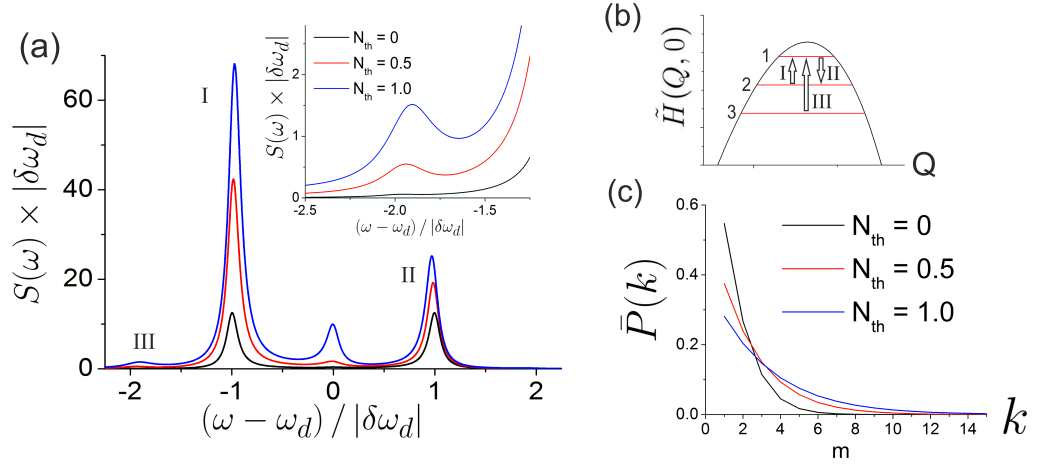 (a)
S(ω) × |δω_d|
60
40
20
0
-2
-1
0
1
2
(ω − ω_d) / |δω_d|
I
II
III
N_th = 0
N_th = 0.5
N_th = 1.0
S(ω) × |δω_d|
2
1
0
-2.5
-2.0
-1.5
(ω − ω_d) / |δω_d|
(b)
H̃(Q, 0)
1
2
3
I
II
III
Q
(c)
P̄(k)
0.6
0.4
0.2
0.0
0
2
4
6
8
10
12
14
k
m
N_th = 0
N_th = 0.5
N_th = 1.0